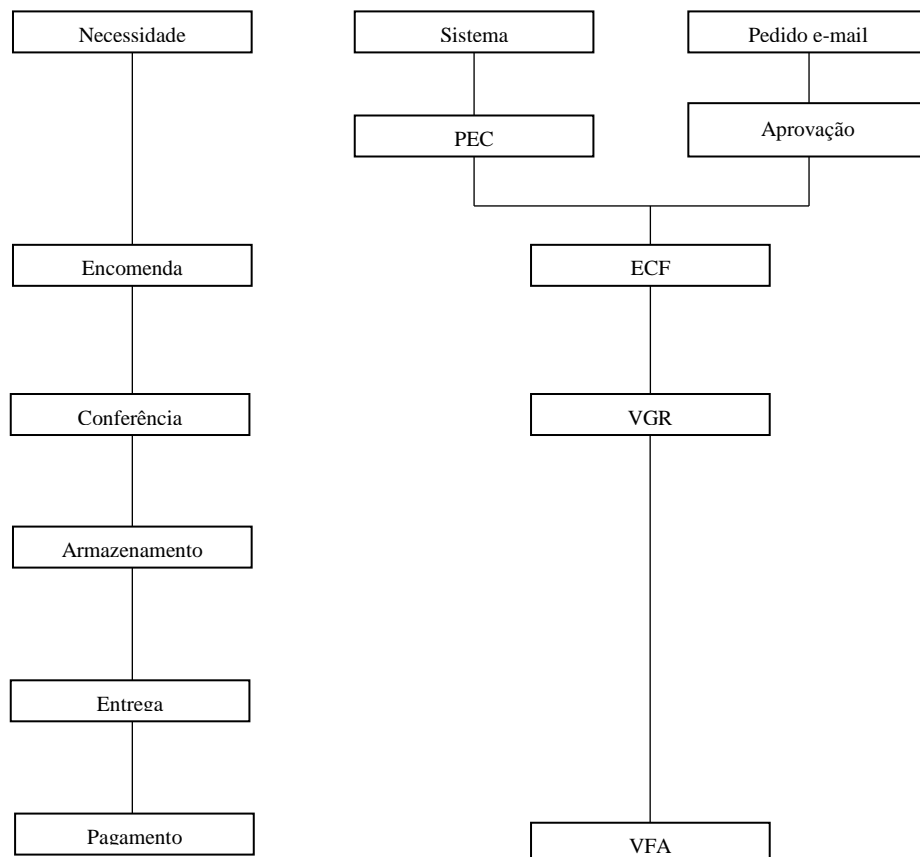 Necessidade
Sistema
Pedido e-mail
PEC
Aprovação
Encomenda
ECF
Conferência
VGR
Armazenamento
Entrega
Pagamento
VFA